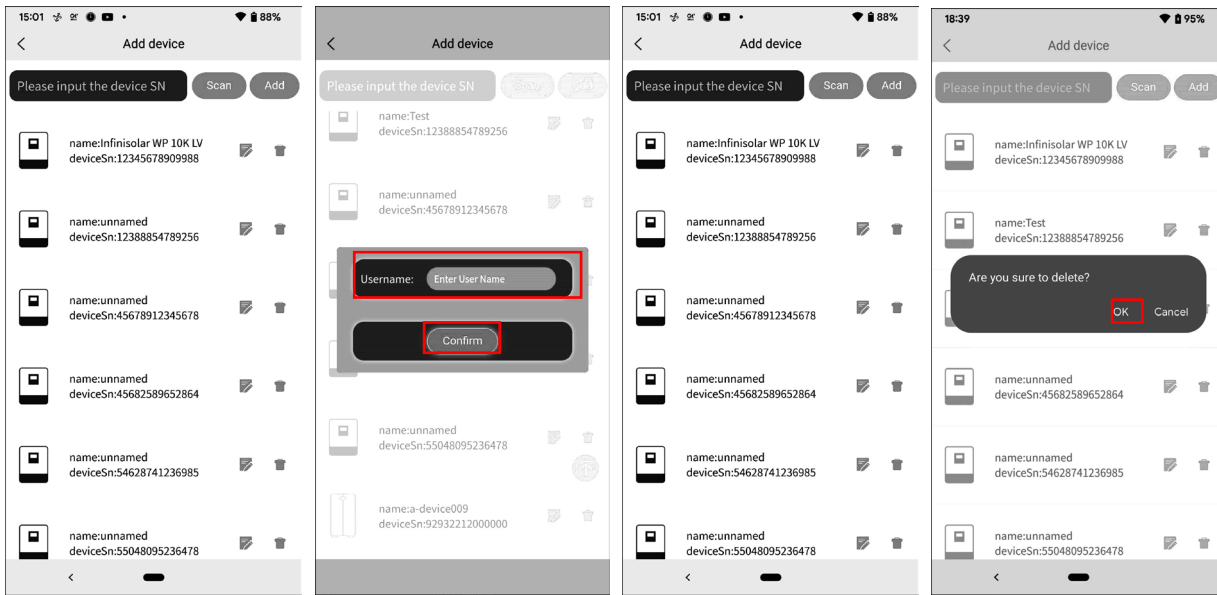 15:01
88%
Add device
Please input the device SN
Scan
Add
name:Infinisolar WP 10K LV
deviceSn:12345678909988
name:unnamed
deviceSn:12388854789256
name:unnamed
deviceSn:45678912345678
name:unnamed
deviceSn:45682589652864
name:unnamed
deviceSn:54628741236985
name:unnamed
deviceSn:55048095236478
Add device
Please input the device SN
name:Test
deviceSn:12388854789256
name:unnamed
deviceSn:45678912345678
Username:
Enter User Name
Confirm
name:unnamed
deviceSn:55048095236478
name:a-device009
deviceSn:92932212000000
15:01
88%
Add device
Please input the device SN
Scan
Add
name:Infinisolar WP 10K LV
deviceSn:12345678909988
name:unnamed
deviceSn:12388854789256
name:unnamed
deviceSn:45678912345678
name:unnamed
deviceSn:45682589652864
name:unnamed
deviceSn:54628741236985
name:unnamed
deviceSn:55048095236478
18:39
95%
Add device
Please input the device SN
Scan
Add
name:Infinisolar WP 10K LV
deviceSn:12345678909988
name:Test
deviceSn:12388854789256
Are you sure to delete?
OK
Cancel
name:unnamed
deviceSn:45682589652864
name:unnamed
deviceSn:54628741236985
name:unnamed
deviceSn:55048095236478